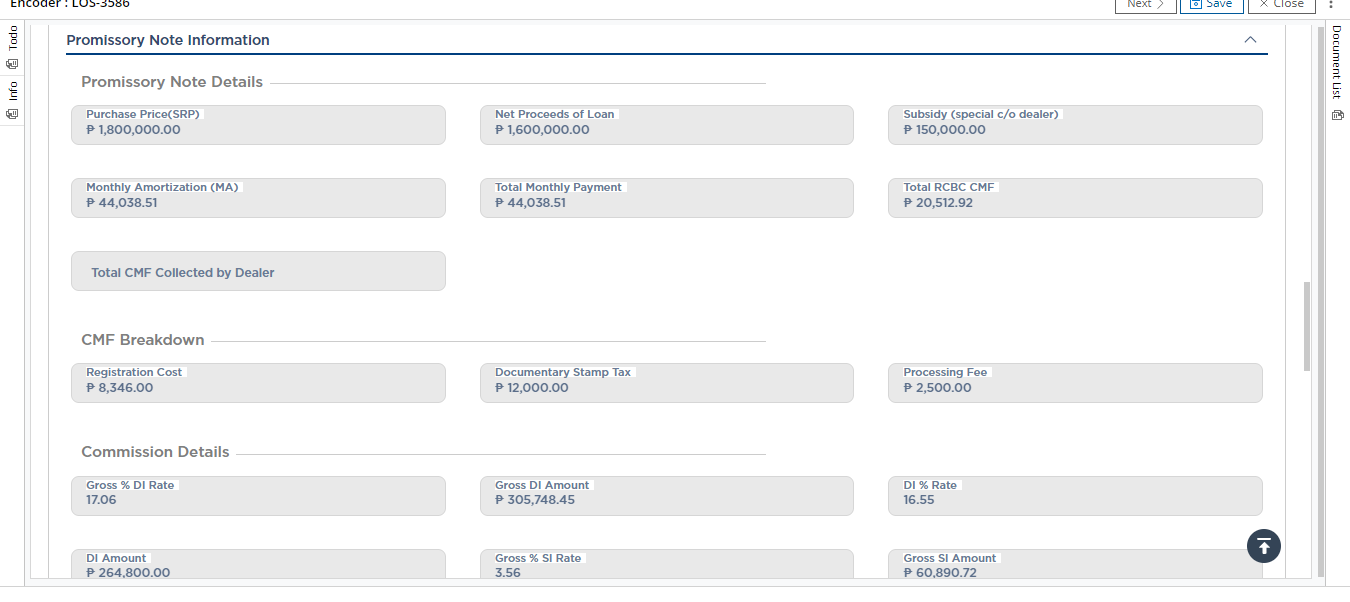 Encoder : LOS-3586
Next
Save
Close
Todo
Info
Document List
Promissory Note Information
Promissory Note Details
Purchase Price(SRP)
₱ 1,800,000.00
Net Proceeds of Loan
₱ 1,600,000.00
Subsidy (special c/o dealer)
₱ 150,000.00
Monthly Amortization (MA)
₱ 44,038.51
Total Monthly Payment
₱ 44,038.51
Total RCBC CMF
₱ 20,512.92
Total CMF Collected by Dealer
CMF Breakdown
Registration Cost
₱ 8,346.00
Documentary Stamp Tax
₱ 12,000.00
Processing Fee
₱ 2,500.00
Commission Details
Gross % DI Rate
17.06
Gross DI Amount
₱ 305,748.45
DI % Rate
16.55
DI Amount
₱ 264,800.00
Gross % SI Rate
3.56
Gross SI Amount
₱ 60,890.72